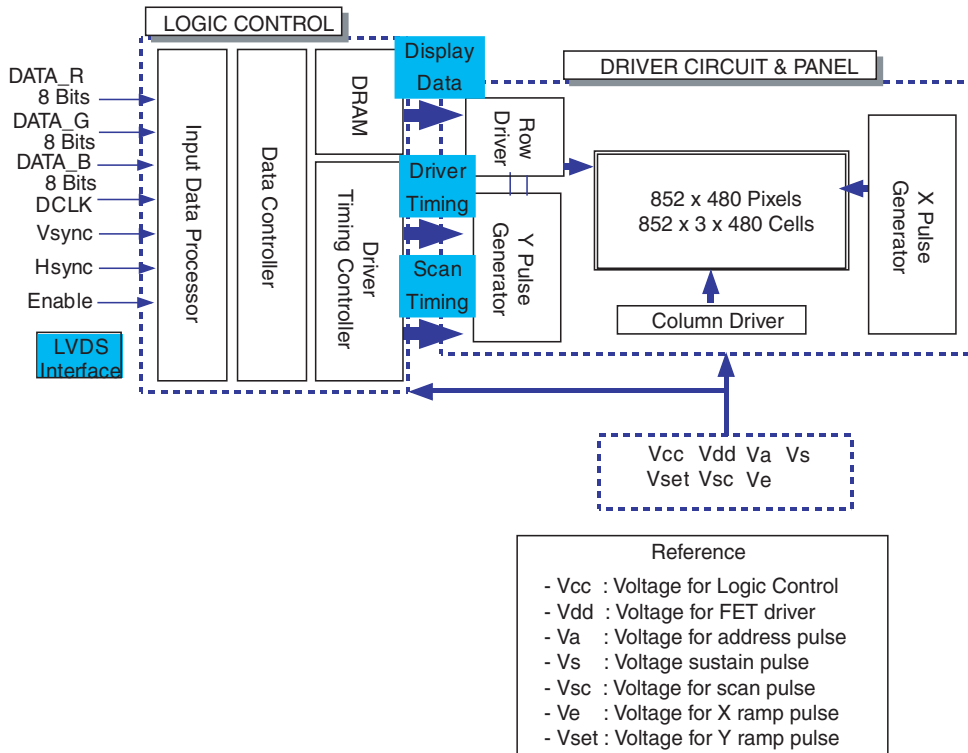 LOGIC CONTROL
DATA_R
8 Bits
DATA_G
8 Bits
DATA_B
8 Bits
DCLK
Vsync
Hsync
Enable
LVDS
Interface
Input Data Processor
Data Controller
DRAM
Driver
Timing Controller
Display
Data
Driver
Timing
Scan
Timing
DRIVER CIRCUIT & PANEL
Row
Driver
Y Pulse
Generator
852 x 480 Pixels
852 x 3 x 480 Cells
Column Driver
X Pulse
Generator
Vcc Vdd Va Vs
Vset Vsc Ve
Reference
- Vcc : Voltage for Logic Control
- Vdd : Voltage for FET driver
- Va : Voltage for address pulse
- Vs : Voltage sustain pulse
- Vsc : Voltage for scan pulse
- Ve : Voltage for X ramp pulse
- Vset : Voltage for Y ramp pulse